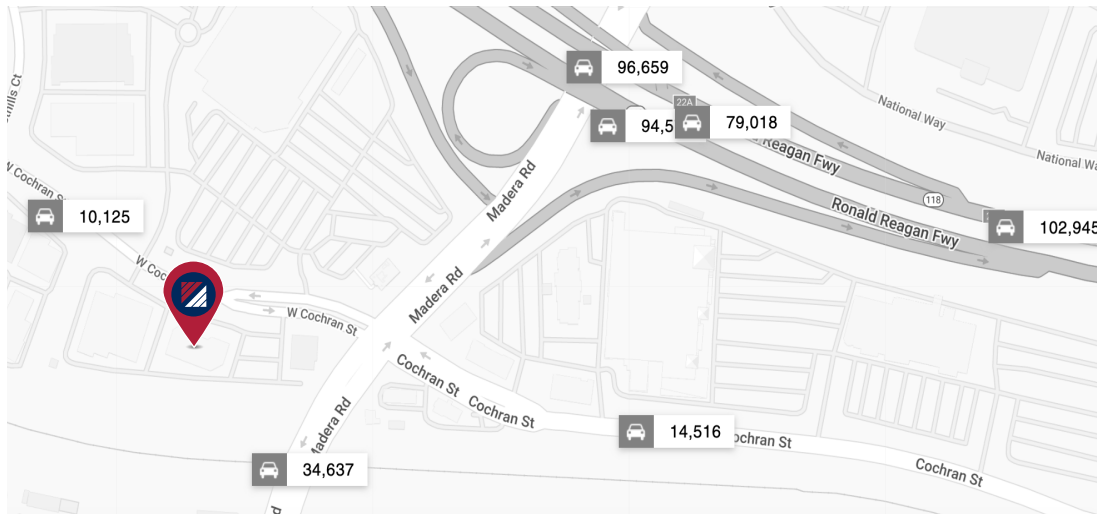 96,659
22A
94,5
79,018
National Way
National Wa
Reagan Fwy
W Cochran St
Madera Rd
118
Ronald Reagan Fwy
10,125
102,945
W Coc
Madera Rd
W Cochran St
Cochran St
Cochran St
Madera Rd
14,516
ochran St
34,637
Cochran St
d